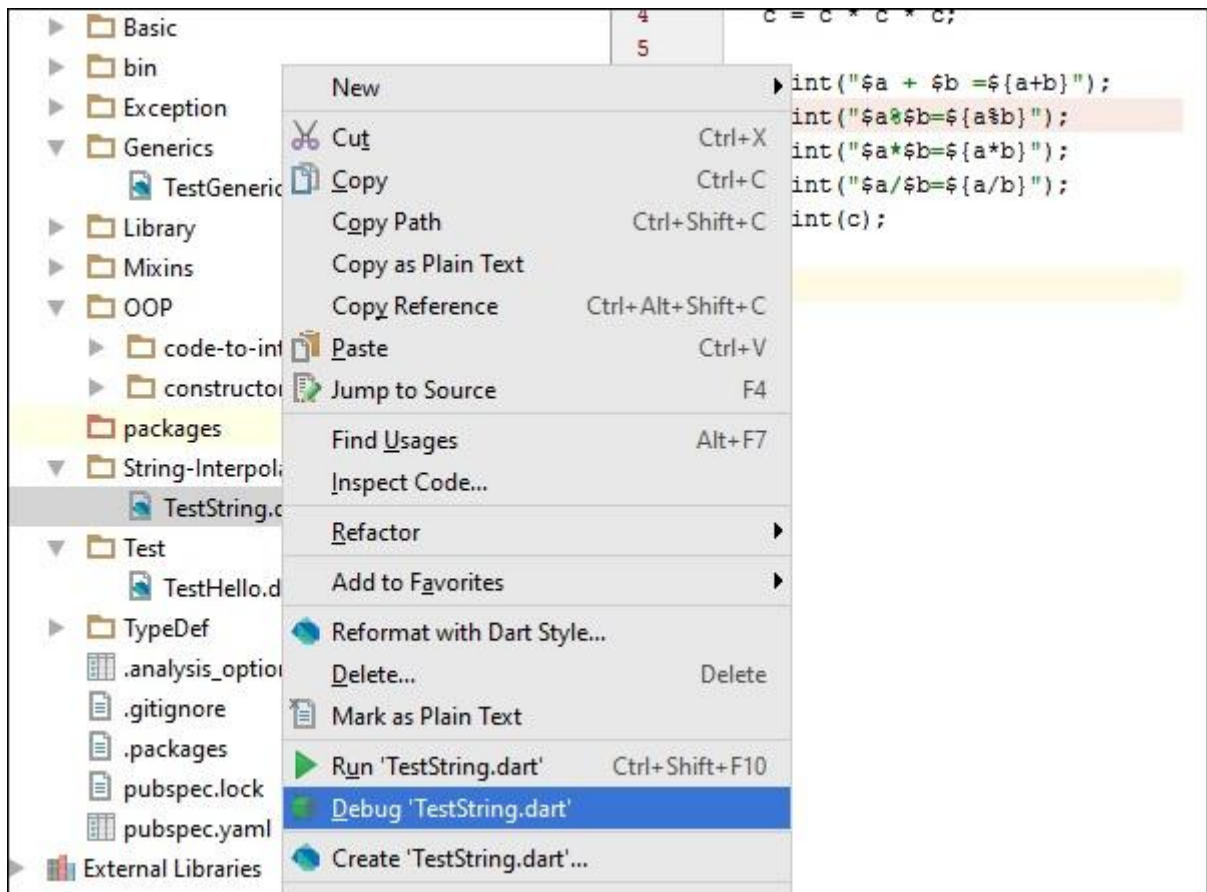 Basic
bin
Exception
Generics
TestGeneric
Library
Mixins
OOP
code-to-int
constructor
packages
String-Interpola
TestString.d
Test
TestHello.d
TypeDef
.analysis_option
.gitignore
.packages
pubspec.lock
pubspec.yaml
External Libraries
New
Cut Ctrl+X
Copy Ctrl+C
Copy Path Ctrl+Shift+C
Copy as Plain Text
Copy Reference Ctrl+Alt+Shift+C
Paste Ctrl+V
Jump to Source F4
Find Usages Alt+F7
Inspect Code...
Refactor
Add to Favorites
Reformat with Dart Style...
Delete... Delete
Mark as Plain Text
Run 'TestString.dart' Ctrl+Shift+F10
Debug 'TestString.dart'
Create 'TestString.dart'...
4 c = c * c * c;
5
int("$a + $b =${a+b}");
int("$a%$b=${a%b}");
int("$a*$b=${a*b}");
int("$a/$b=${a/b}");
int(c);